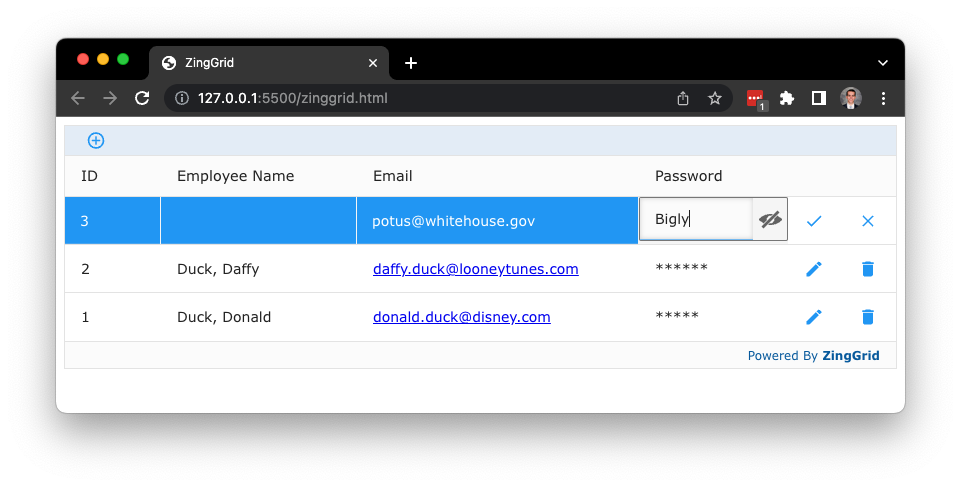 ZingGrid
127.0.0.1:5500/zinggrid.html
1
ID Employee Name Email Password
3 potus@whitehouse.gov Bigly
2 Duck, Daffy daffy.duck@looneytunes.com ******
1 Duck, Donald donald.duck@disney.com *****
Powered By ZingGrid